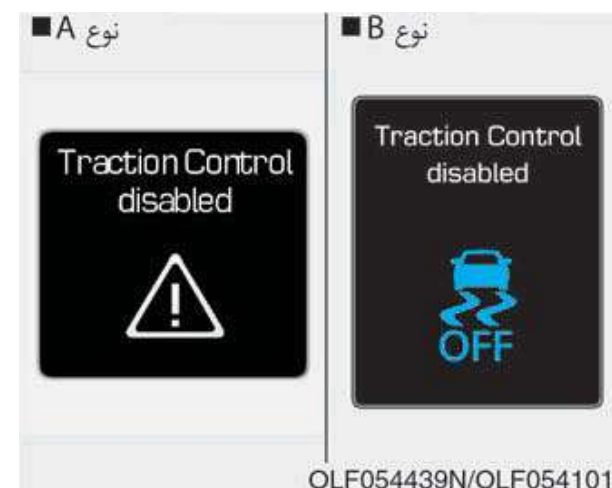 ■ A نوع
■ B نوع
Traction Control
disabled
Traction Control
disabled
OFF
OLF054439N/OLF054101